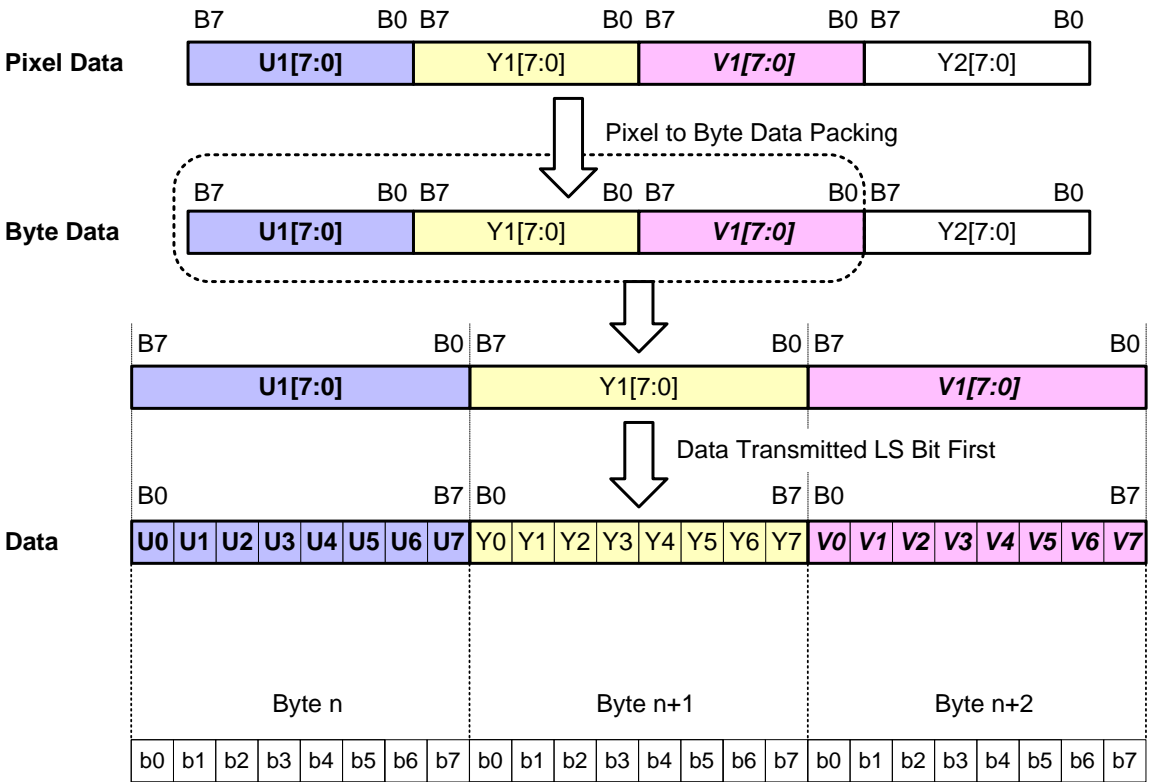 B7 B0 B7 B0 B7 B0 B7 B0
Pixel Data U1[7:0] Y1[7:0] V1[7:0] Y2[7:0]
Pixel to Byte Data Packing
B7 B0 B7 B0 B7 B0 B7 B0
Byte Data U1[7:0] Y1[7:0] V1[7:0] Y2[7:0]
B7 B0 B7 B0 B7 B0
U1[7:0] Y1[7:0] V1[7:0]
Data Transmitted LS Bit First
B0 B7 B0 B7 B0 B7
Data U0 U1 U2 U3 U4 U5 U6 U7 Y0 Y1 Y2 Y3 Y4 Y5 Y6 Y7 V0 V1 V2 V3 V4 V5 V6 V7
Byte n Byte n+1 Byte n+2
b0 b1 b2 b3 b4 b5 b6 b7 b0 b1 b2 b3 b4 b5 b6 b7 b0 b1 b2 b3 b4 b5 b6 b7